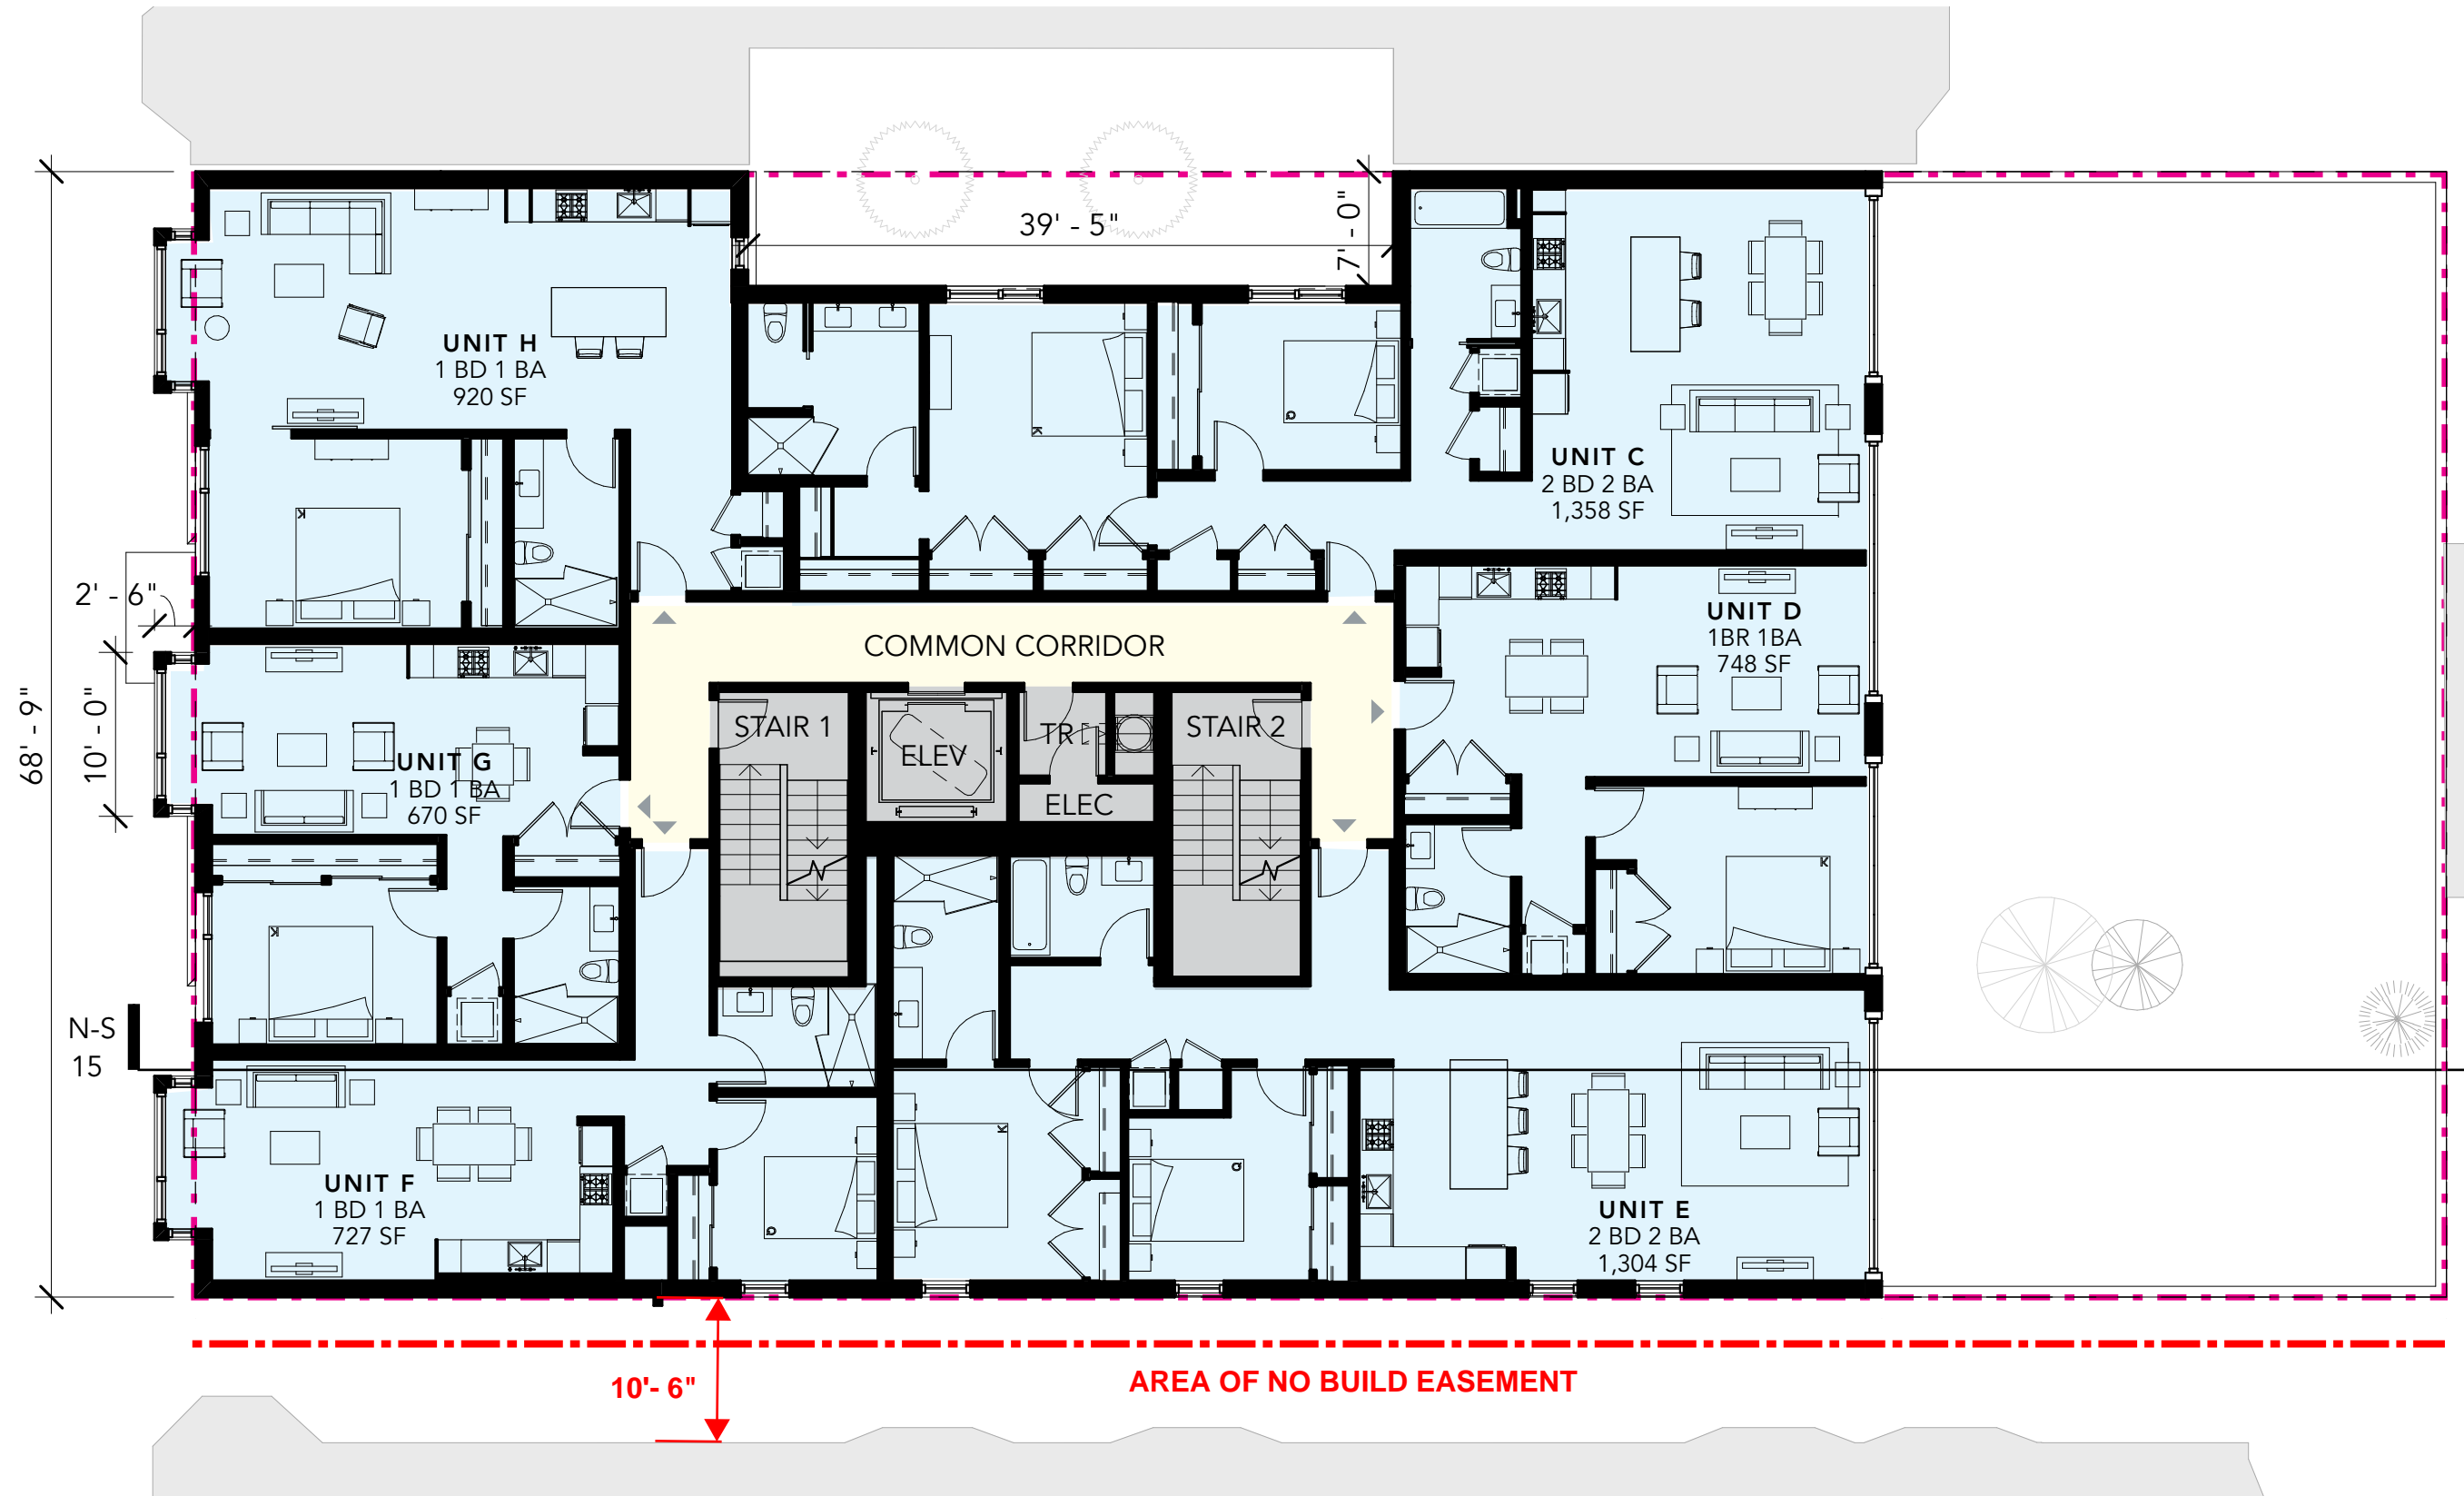 39' - 5"
7' - 0"
UNIT H
1 BD 1 BA
920 SF
UNIT C
2 BD 2 BA
1,358 SF
2' - 6"
UNIT D
1BR 1BA
748 SF
COMMON CORRIDOR
68' - 9"
10' - 0"
STAIR 1
ELEV
TR
STAIR 2
ELEC
UNIT G
1 BD 1 BA
670 SF
N-S
15
UNIT F
1 BD 1 BA
727 SF
UNIT E
2 BD 2 BA
1,304 SF
K
Q
K
K
K
Q
K
Q
10'- 6"
AREA OF NO BUILD EASEMENT